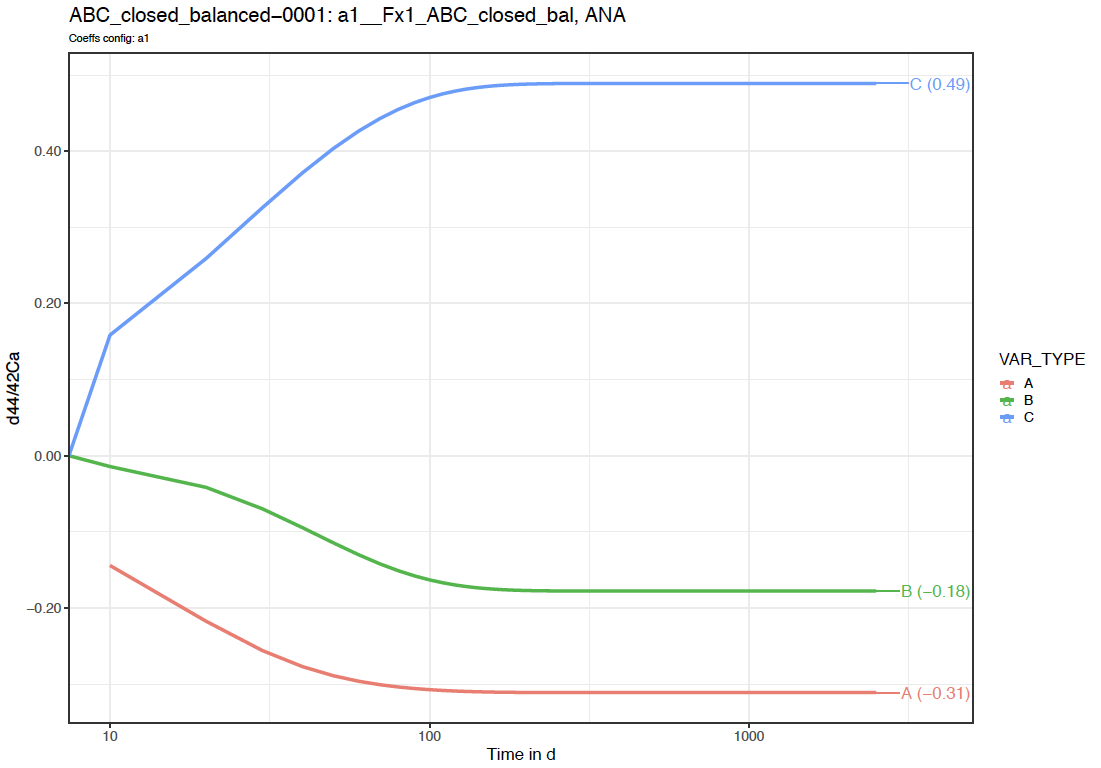 ABC_closed_balanced−0001: a1__Fx1_ABC_closed_bal, ANA
Coeffs config: a1
d44/42Ca
0.40
0.20
0.00
−0.20
C (0.49)
B (−0.18)
A (−0.31)
10
100
1000
Time in d
VAR_TYPE
a A
a B
a C